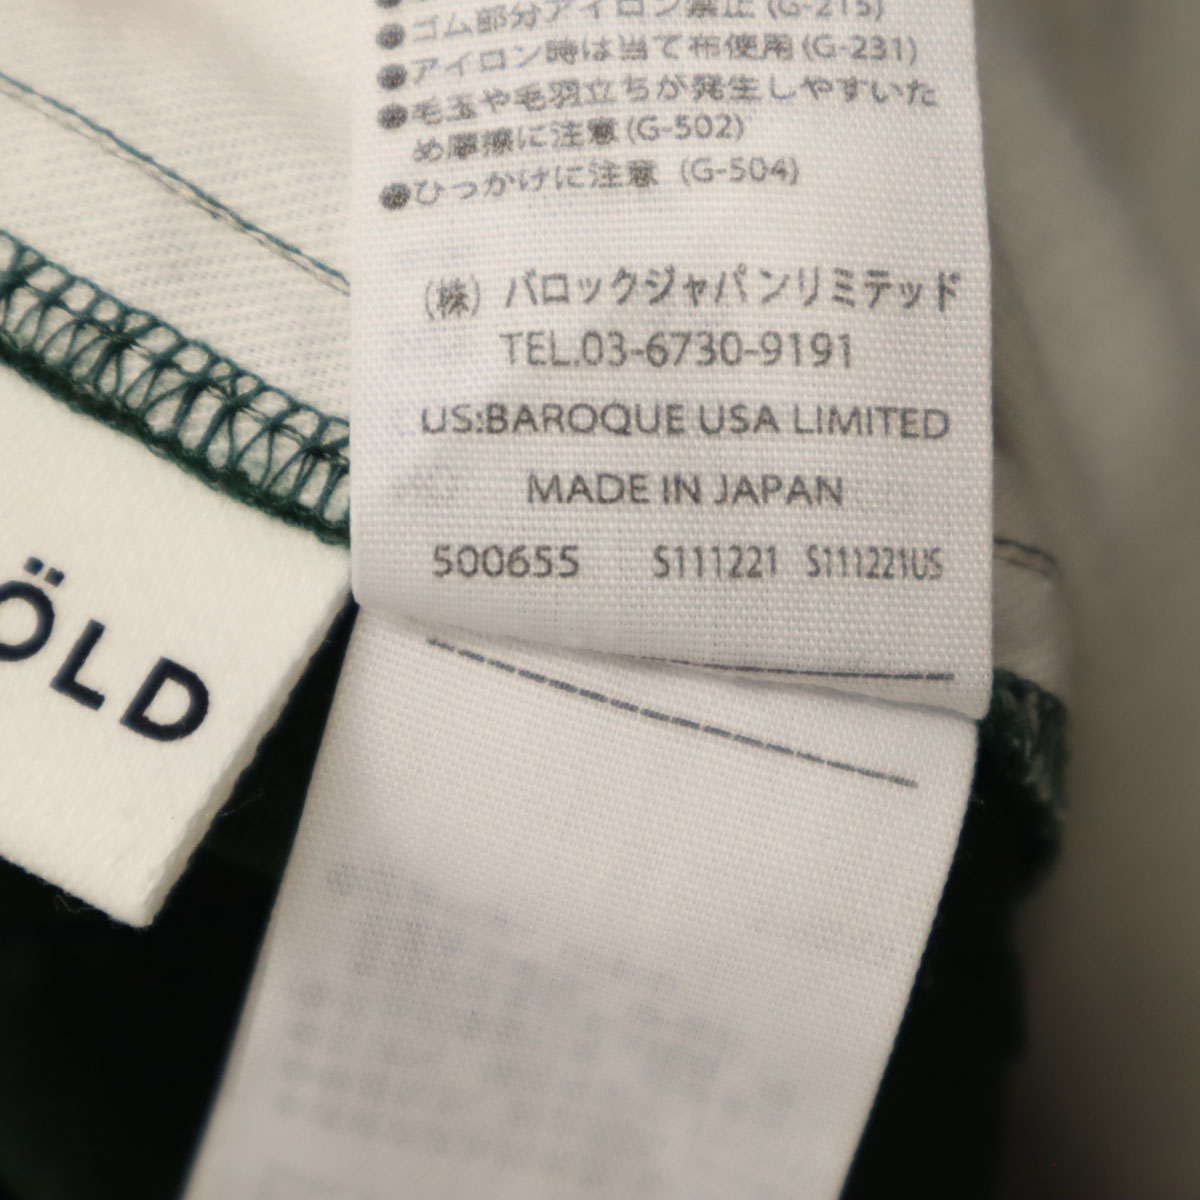 ●ゴム部分アイロン禁止 (G-215)
●アイロン時は当て布使用 (G-231)
●毛玉や毛羽立ちが発生しやすいた
め摩擦に注意 (G-502)
●ひっかけに注意 (G-504)
(株) バロックジャパンリミテッド
TEL.03-6730-9191
US:BAROQUE USA LIMITED
MADE IN JAPAN
500655 S111221 S111221US
ÖLD